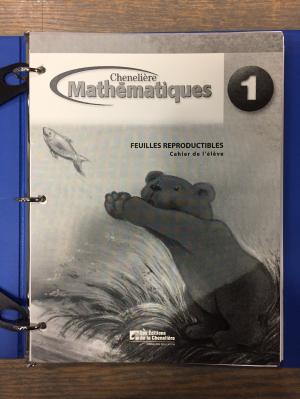 Chenelière
Mathématiques
1
FEUILLES REPRODUCTIBLES
Cahier de l'élève
Les Éditions
de la Chenelière